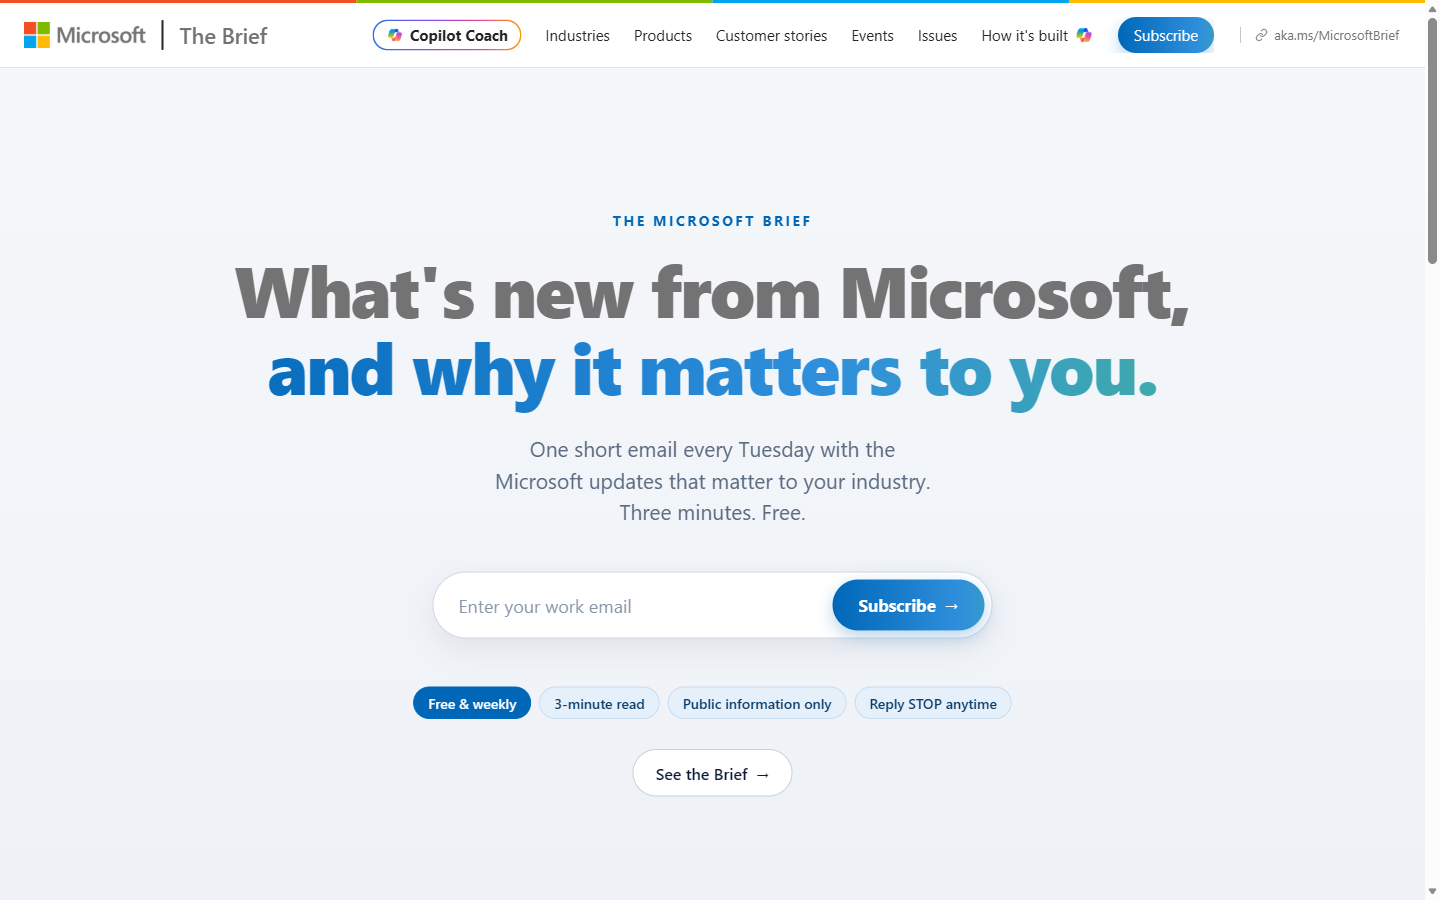 Microsoft | The Brief
Copilot Coach
Industries
Products
Customer stories
Events
Issues
How it's built
Subscribe
aka.ms/MicrosoftBrief
THE MICROSOFT BRIEF
What's new from Microsoft,
and why it matters to you.
One short email every Tuesday with the
Microsoft updates that matter to your industry.
Three minutes. Free.
Enter your work email
Subscribe →
Free & weekly
3-minute read
Public information only
Reply STOP anytime
See the Brief →